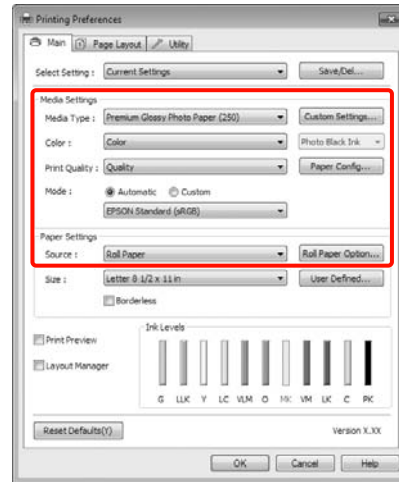 Printing Preferences
Main Page Layout Utility
Select Setting : Current Settings Save/Del...
Media Settings
Media Type : Premium Glossy Photo Paper (250) Custom Settings...
Color : Color Photo Black Ink
Print Quality : Quality Paper Config...
Mode : Automatic Custom
EPSON Standard (sRGB)
Paper Settings
Source : Roll Paper Roll Paper Option...
Size : Letter 8 1/2 x 11 in User Defined...
Borderless
Print Preview Ink Levels
Layout Manager
G LLK Y LC VLM O MK VM LK C PK
Reset Defaults(Y) Version X.XX
OK Cancel Help